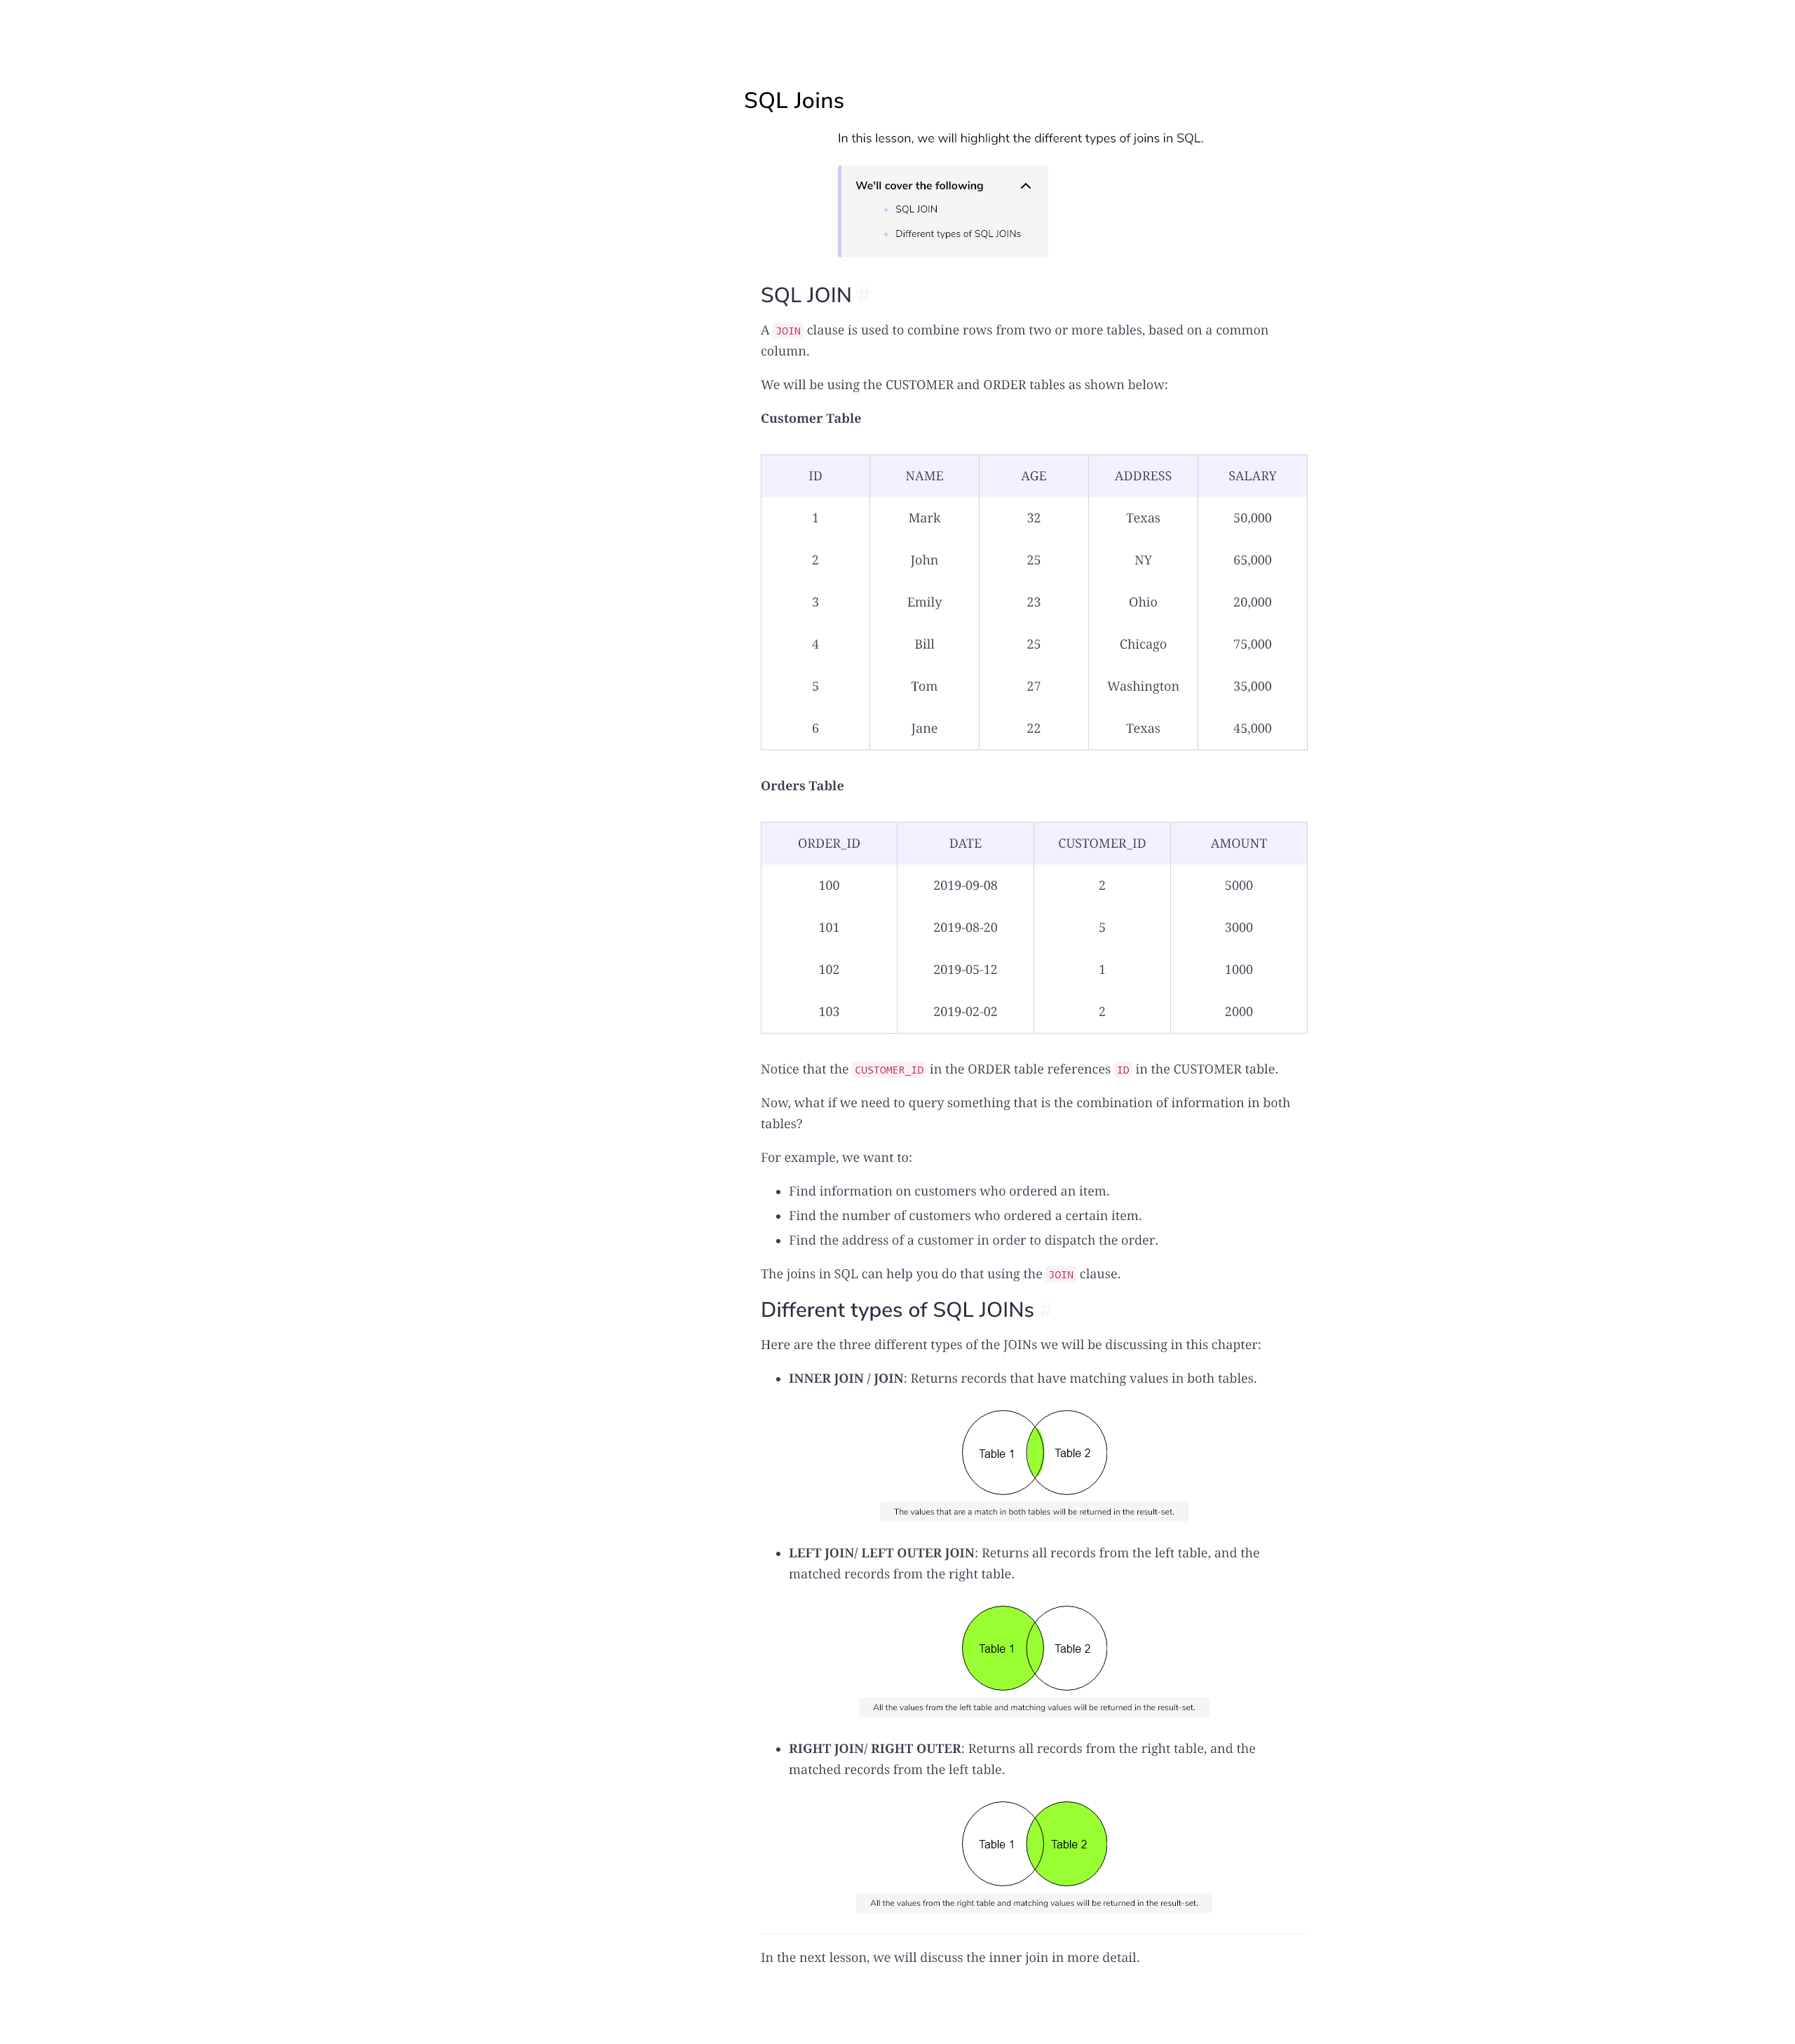 SQL Joins
In this lesson, we will highlight the different types of joins in SQL.
We'll cover the following
SQL JOIN
Different types of SQL JOINs
SQL JOIN #
A JOIN clause is used to combine rows from two or more tables, based on a common
column.
We will be using the CUSTOMER and ORDER tables as shown below:
Customer Table
ID NAME AGE ADDRESS SALARY
1 Mark 32 Texas 50,000
2 John 25 NY 65,000
3 Emily 23 Ohio 20,000
4 Bill 25 Chicago 75,000
5 Tom 27 Washington 35,000
6 Jane 22 Texas 45,000
Orders Table
ORDER_ID DATE CUSTOMER_ID AMOUNT
100 2019-09-08 2 5000
101 2019-08-20 5 3000
102 2019-05-12 1 1000
103 2019-02-02 2 2000
Notice that the CUSTOMER_ID in the ORDER table references ID in the CUSTOMER table.
Now, what if we need to query something that is the combination of information in both
tables?
For example, we want to:
• Find information on customers who ordered an item.
• Find the number of customers who ordered a certain item.
• Find the address of a customer in order to dispatch the order.
The joins in SQL can help you do that using the JOIN clause.
Different types of SQL JOINs #
Here are the three different types of the JOINs we will be discussing in this chapter:
• INNER JOIN / JOIN: Returns records that have matching values in both tables.
Table 1 Table 2
The values that are a match in both tables will be returned in the result-set.
• LEFT JOIN/ LEFT OUTER JOIN: Returns all records from the left table, and the
matched records from the right table.
Table 1 Table 2
All the values from the left table and matching values will be returned in the result-set.
• RIGHT JOIN/ RIGHT OUTER: Returns all records from the right table, and the
matched records from the left table.
Table 1 Table 2
All the values from the right table and matching values will be returned in the result-set.
In the next lesson, we will discuss the inner join in more detail.